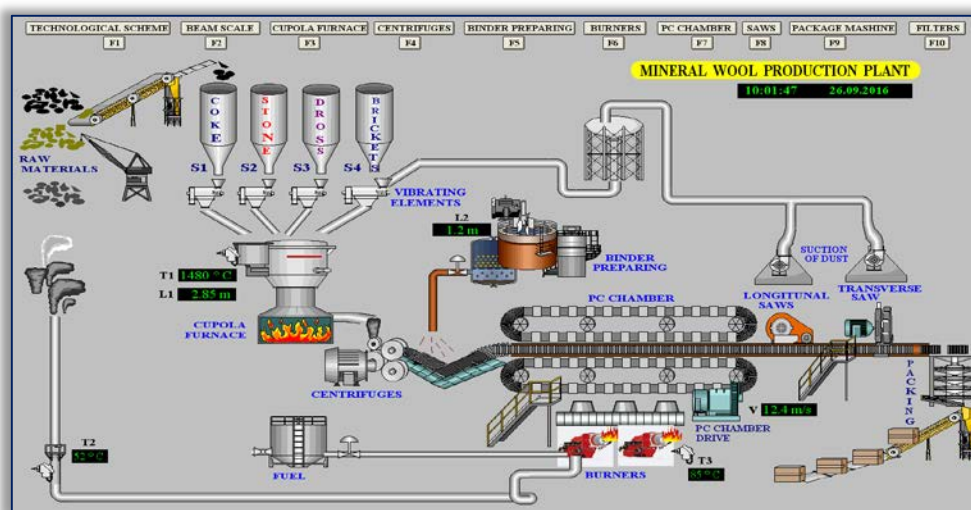 TECHNOLOGICAL SCHEME BEAM SCALE CUPOLA FURNACE CENTRIFUGES BINDER PREPARING BURNERS PC CHAMBER SAWS PACKAGE MASHINE FILTERS
F1 F2 F3 F4 F5 F6 F7 F8 F9 F10
MINERAL WOOL PRODUCTION PLANT
10:01:47 26.09.2016
COKE
STONE
DROSS
BRICKETS
RAW
MATERIALS
S1 S2 S3 S4
VIBRATING
ELEMENTS
L2
1.2 m
BINDER
PREPARING
SUCTION
OF DUST
T1 1480 °C
L1 2.85 m
LONGITUNAL
SAWS
TRANSVERSE
SAW
CUPOLA
FURNACE
PC CHAMBER
CENTRIFUGES
PACKING
V 12.4 m/s
PC CHAMBER
DRIVE
T2
52°C
FUEL
BURNERS
T3
85°C